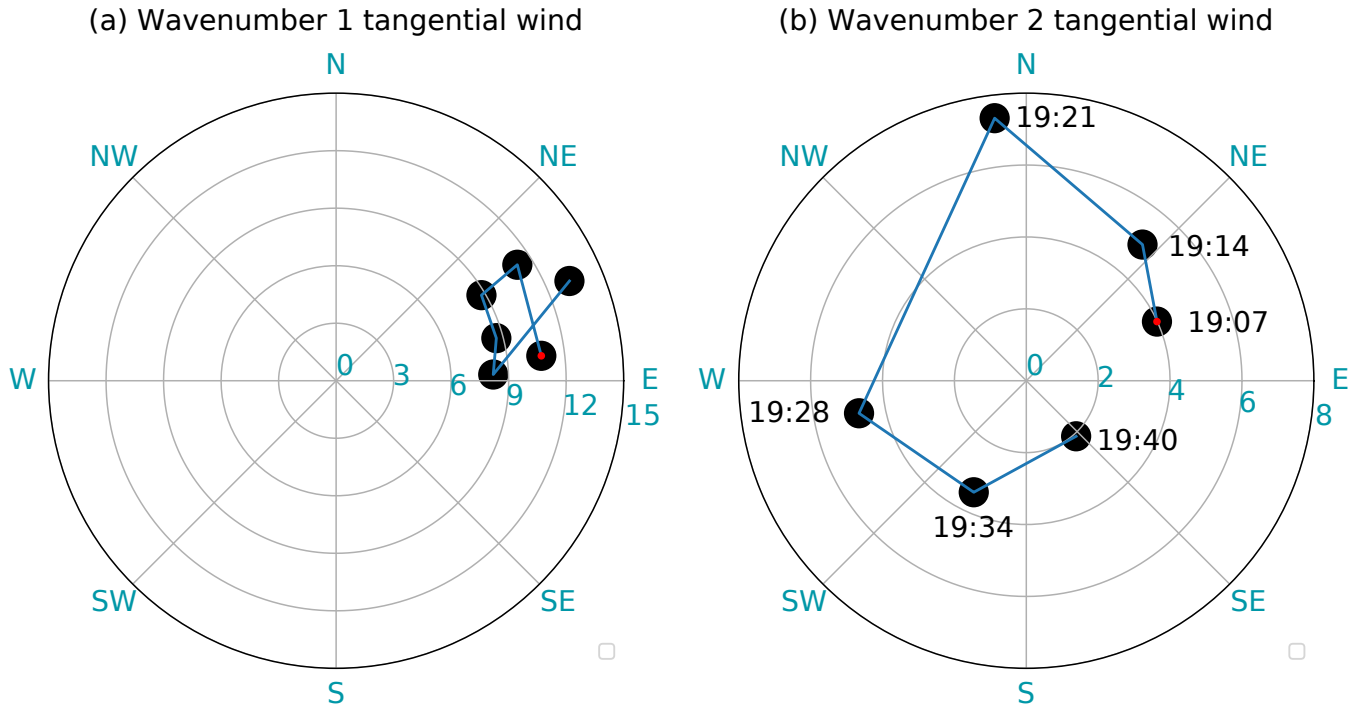 (a) Wavenumber 1 tangential wind
N
NW
NE
W
0
3
6
9
12
15
E
SW
SE
S
(b) Wavenumber 2 tangential wind
N
19:21
NW
NE
19:14
19:07
W
0
2
4
6
8
E
19:28
19:40
19:34
SW
SE
S